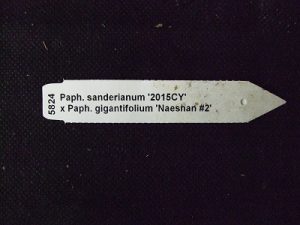 5824
Paph. sanderianum '2015CY'
x Paph. gigantifolium 'Naeshan #2'